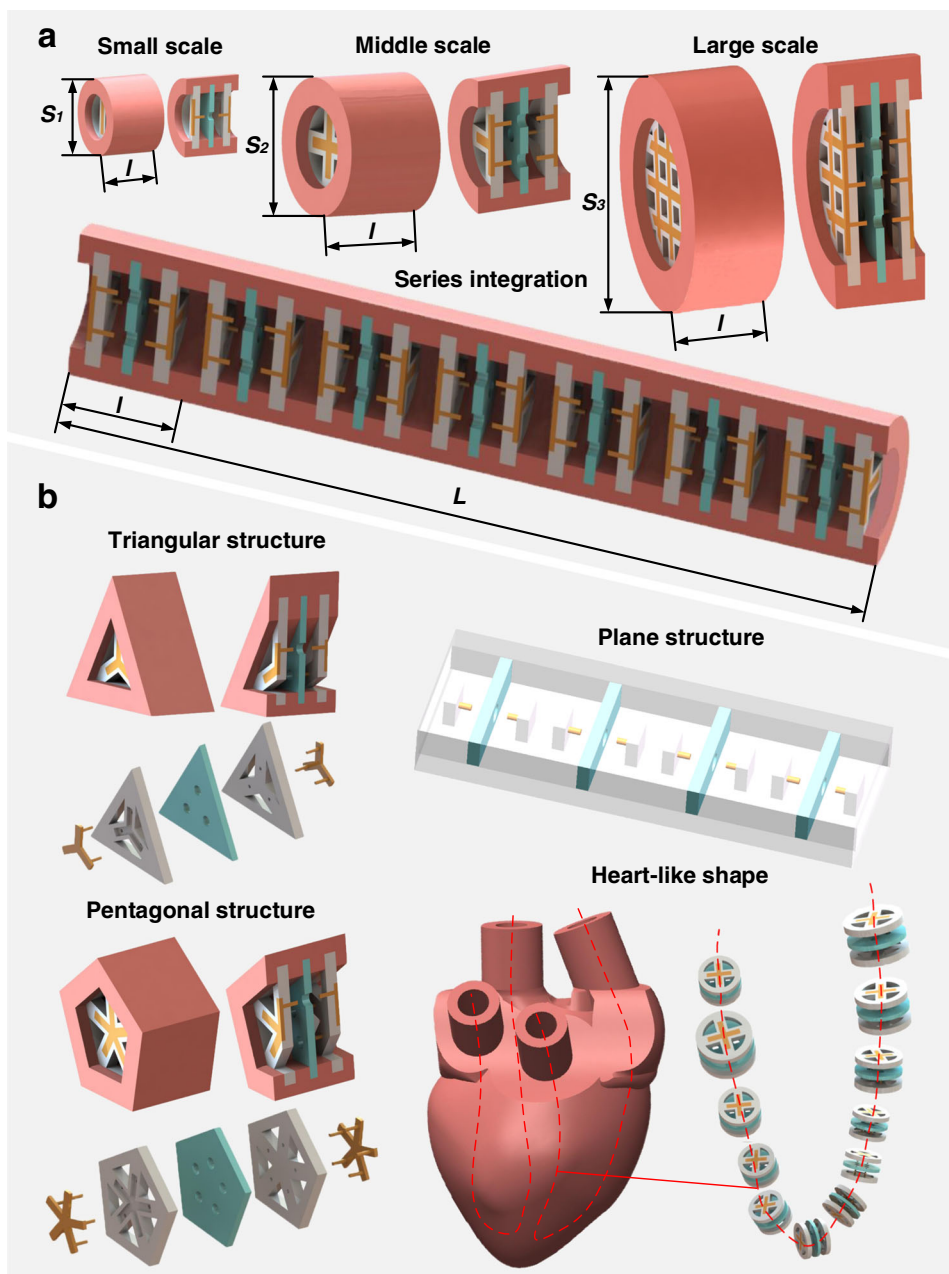 a
Small scale
Middle scale
Large scale
S1
l
S2
l
S3
l
Series integration
l
L
b
Triangular structure
Plane structure
Pentagonal structure
Heart-like shape